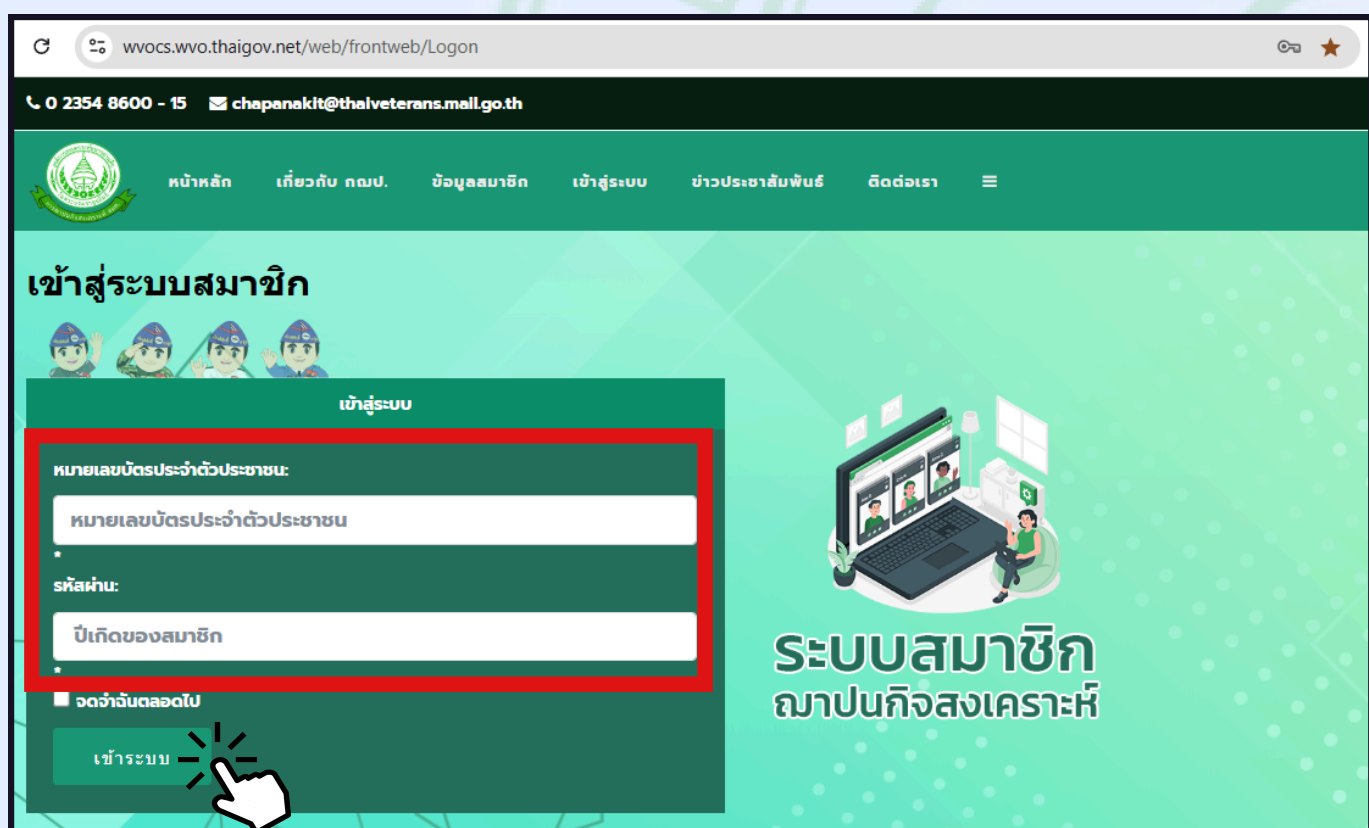 wvocs.wvo.thaigov.net/web/frontweb/Logon
0 2354 8600 - 15 chapanakit@thaiveterans.mail.go.th
หน้าหลัก เกี่ยวกับ กฌป. ข้อมูลสมาชิก เข้าสู่ระบบ ข่าวประชาสัมพันธ์ ติดต่อเรา
เข้าสู่ระบบสมาชิก
เข้าสู่ระบบ
หมายเลขบัตรประจำตัวประชาชน:
หมายเลขบัตรประจำตัวประชาชน
*
รหัสผ่าน:
ปีเกิดของสมาชิก
*
จดจำฉันตลอดไป
เข้าระบบ
ระบบสมาชิก
ฌาปนกิจสงเคราะห์